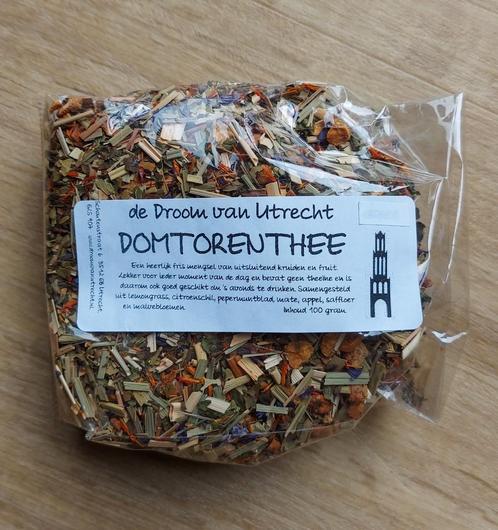 de Droom van Utrecht
DOMTORENTHEE
Een heerlijk fris mengsel van uitsluitend kruiden en fruit.
Lekker voor ieder moment van de dag en bevat geen theeïne en is
daarom ook goed geschikt om 's avonds te drinken. Samengesteld
uit lemongrass, citroenschil, pepermuntblad, mate, appel, saffloer
en malvebloemen.
Inhoud 100 gram